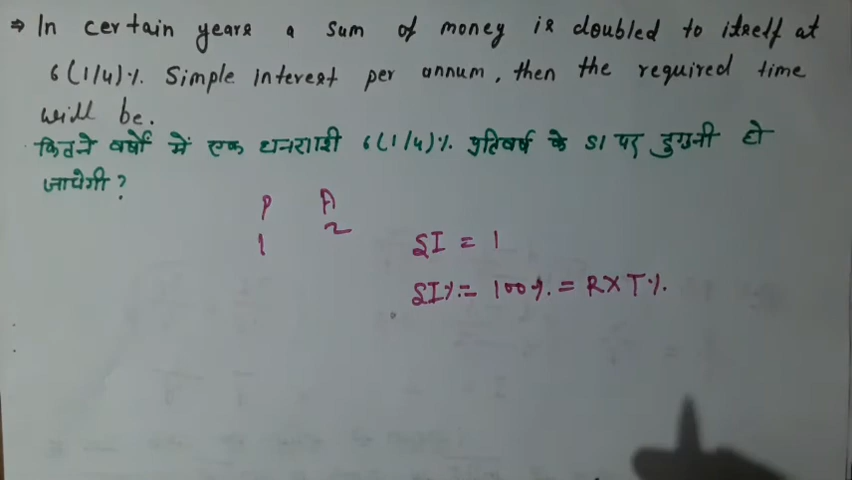 ⇒ In certain years a sum of money is doubled to itself at
6(1/4)%. Simple interest per annum, then the required time
will be.
कितने वर्षों में एक धनराशी 6(1/4)%. प्रतिवर्ष के SI पर दुगुनी हो
जायेगी?
P A
1 2
SI = 1
SI% = 100% = R×T%.